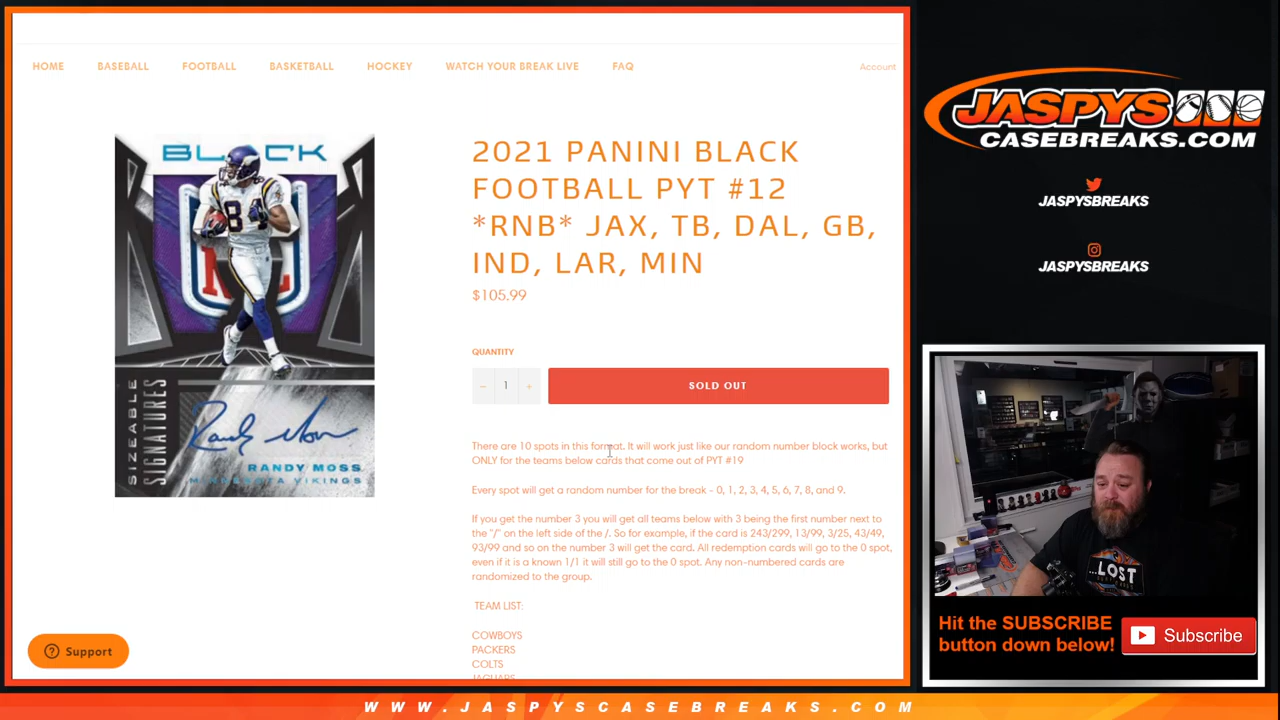 HOME BASEBALL FOOTBALL BASKETBALL HOCKEY WATCH YOUR BREAK LIVE FAQ Account
BLACK
84
SIZEABLE
SIGNATURES
RANDY MOSS
MINNESOTA VIKINGS
2021 PANINI BLACK
FOOTBALL PYT #12
*RNB* JAX, TB, DAL, GB,
IND, LAR, MIN
$105.99
QUANTITY
− 1 +
SOLD OUT
There are 10 spots in this format. It will work just like our random number block works, but
ONLY for the teams below cards that come out of PYT #19
Every spot will get a random number for the break - 0, 1, 2, 3, 4, 5, 6, 7, 8, and 9.
If you get the number 3 you will get all teams below with 3 being the first number next to
the "/" on the left side of the /. So for example, if the card is 243/299, 13/99, 3/25, 43/49,
93/99 and so on the number 3 will get the card. All redemption cards will go to the 0 spot,
even if it is a known 1/1 it will still go to the 0 spot. Any non-numbered cards are
randomized to the group.
TEAM LIST:
COWBOYS
PACKERS
COLTS
JAGUARS
Support
JASPYS
CASEBREAKS.COM
JASPYSBREAKS
JASPYSBREAKS
...LOST
Hit the SUBSCRIBE
button down below!
Subscribe
WWW.JASPYSCASEBREAKS.COM